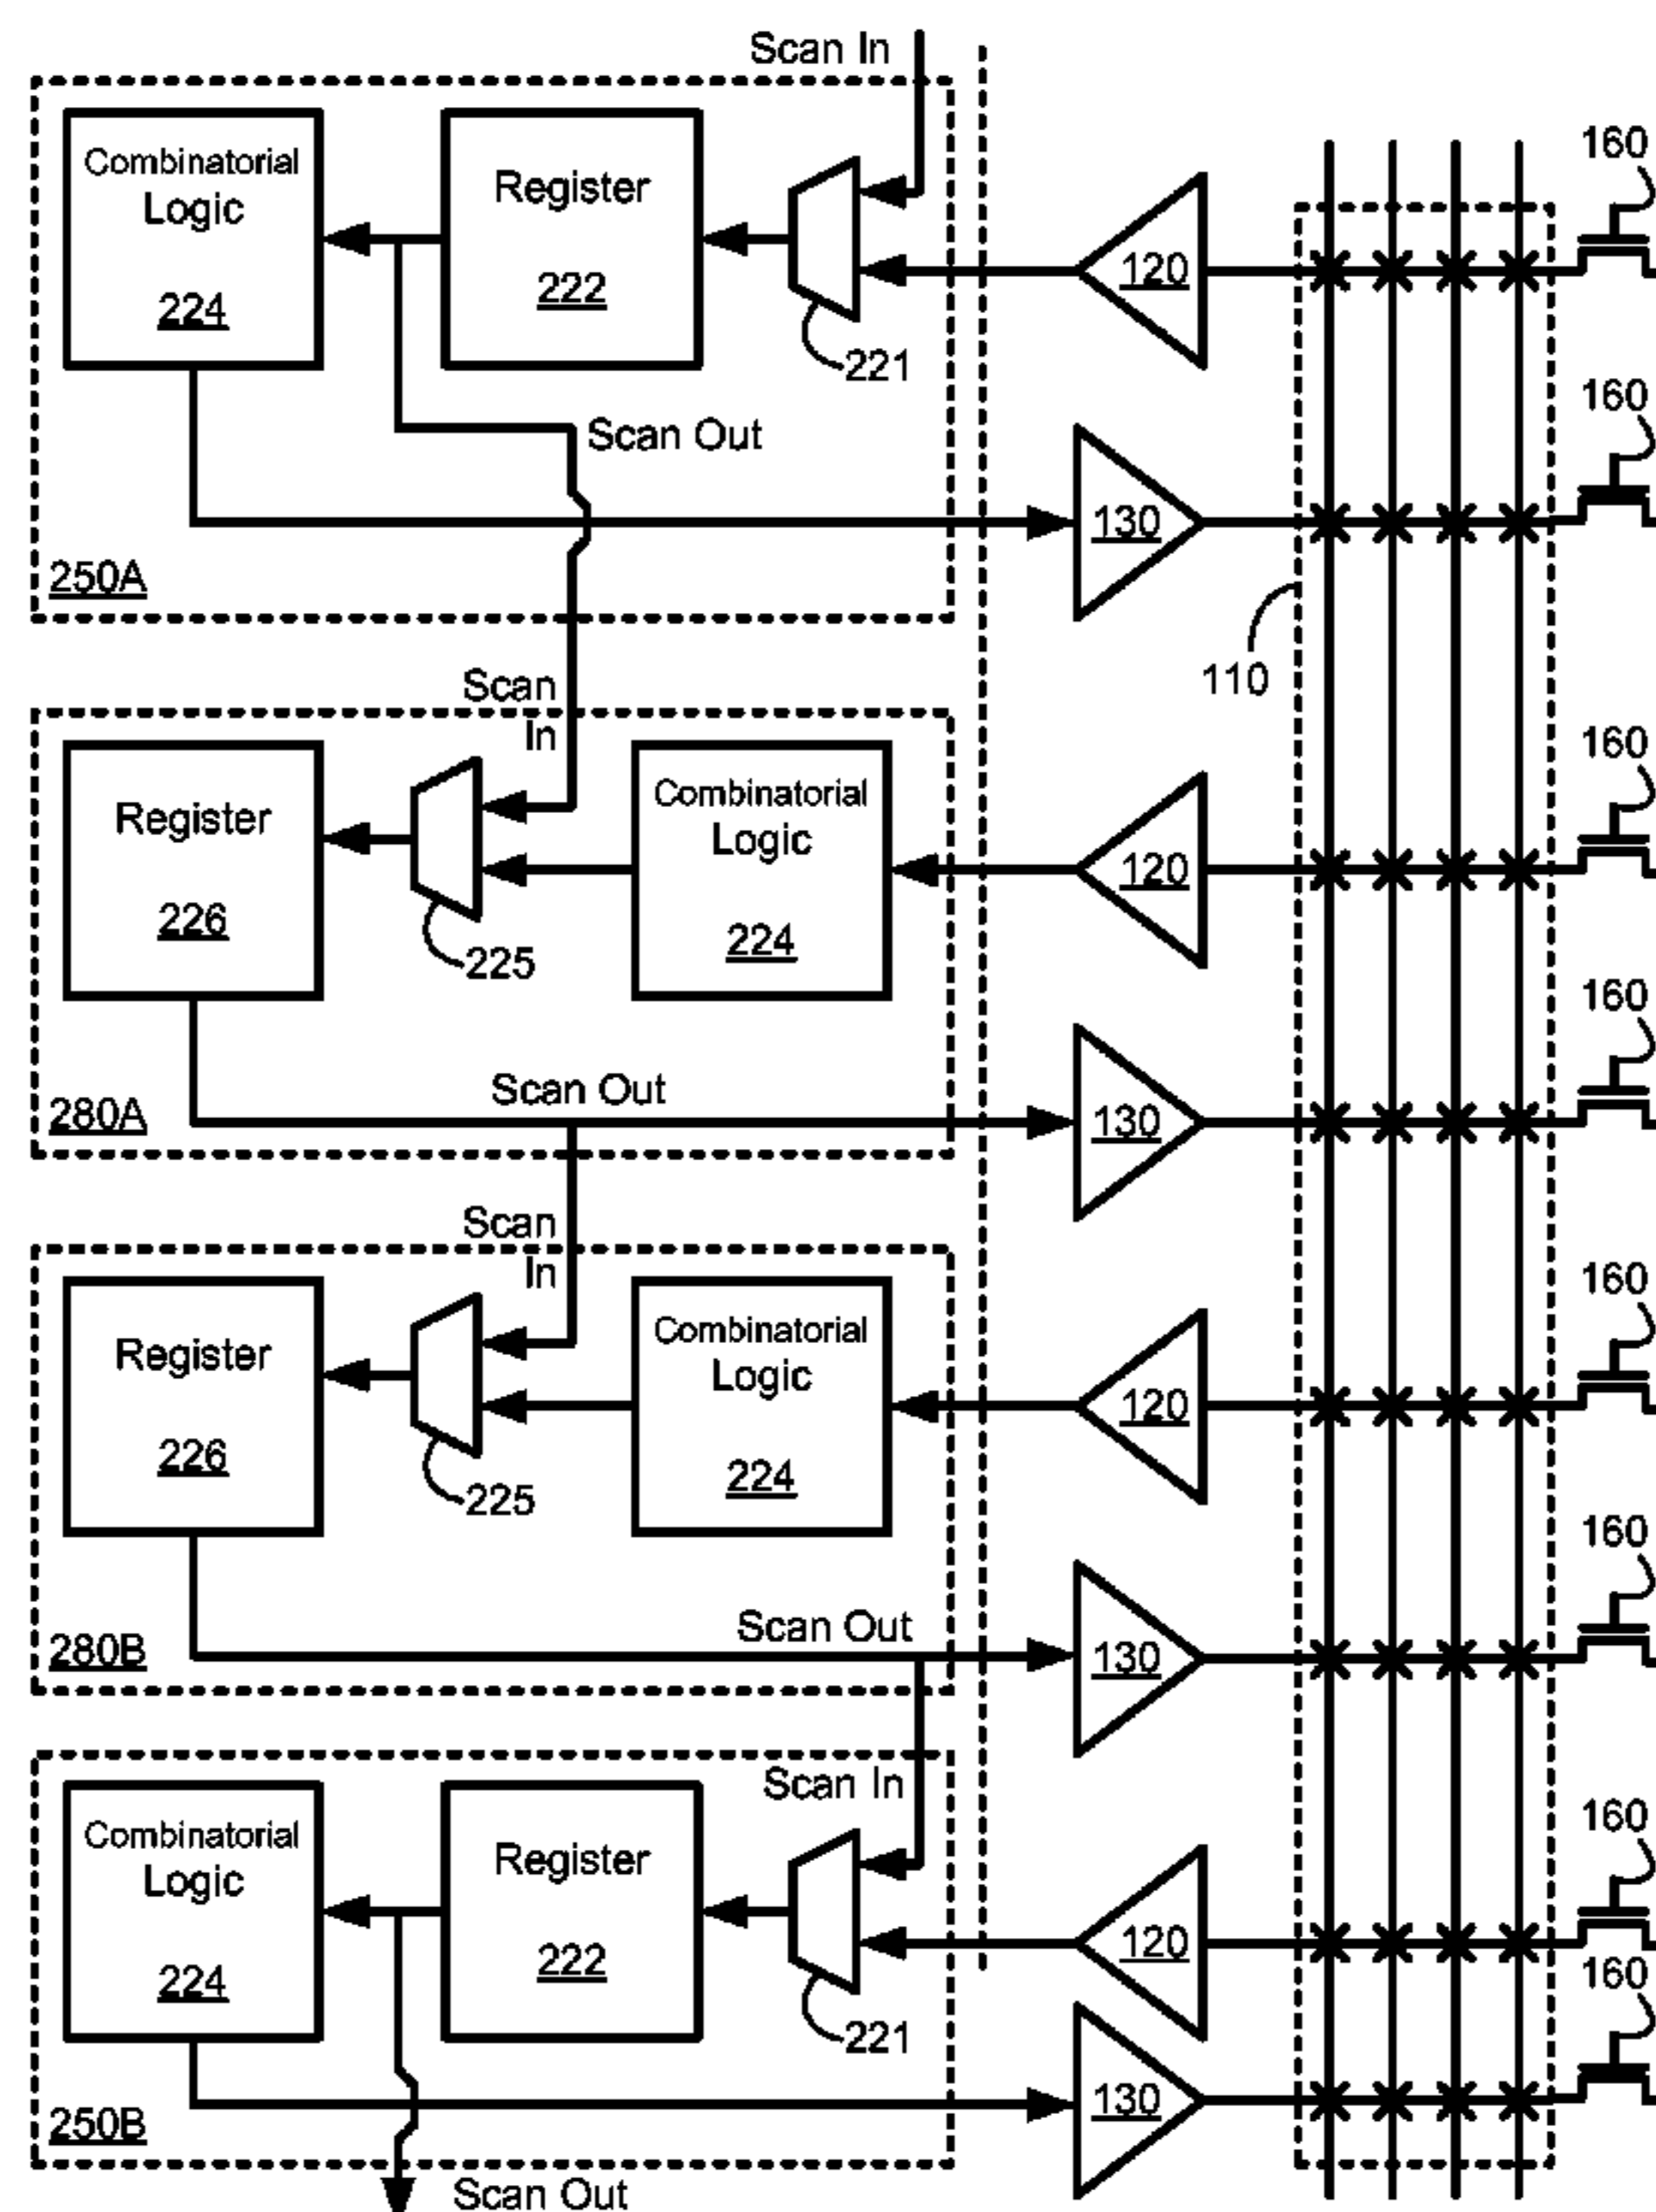 Scan In
Combinatorial
Logic
224
Register
222
221
120
160
Scan Out
130
160
250A
110
Scan
In
Register
226
225
Combinatorial
Logic
224
120
160
Scan Out
130
160
280A
Scan
In
Register
226
225
Combinatorial
Logic
224
120
160
Scan Out
130
160
280B
Scan In
Combinatorial
Logic
224
Register
222
221
120
160
130
160
250B
Scan Out